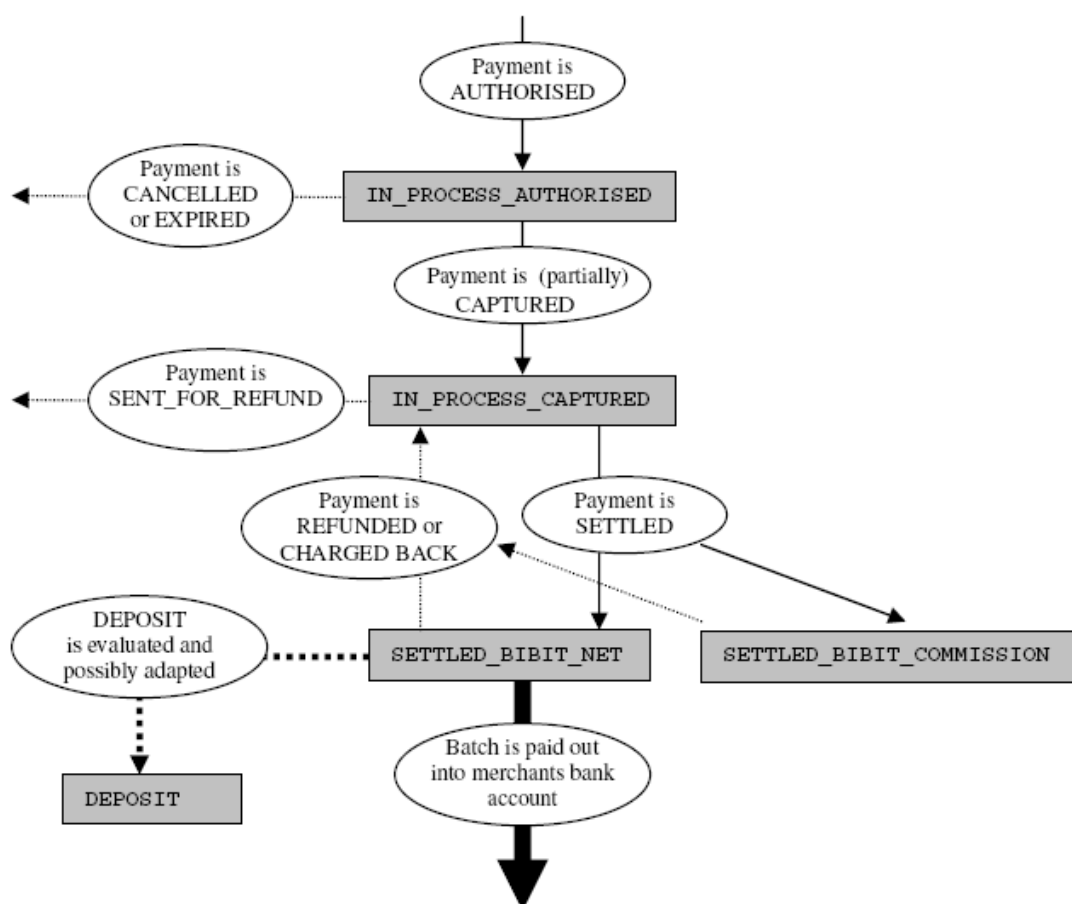 Payment is
AUTHORISED
Payment is
CANCELLED
or EXPIRED
IN_PROCESS_AUTHORISED
Payment is (partially)
CAPTURED
Payment is
SENT_FOR_REFUND
IN_PROCESS_CAPTURED
Payment is
REFUNDED or
CHARGED BACK
Payment is
SETTLED
DEPOSIT
is evaluated and
possibly adapted
SETTLED_BIBIT_NET
SETTLED_BIBIT_COMMISSION
Batch is paid out
into merchants bank
account
DEPOSIT